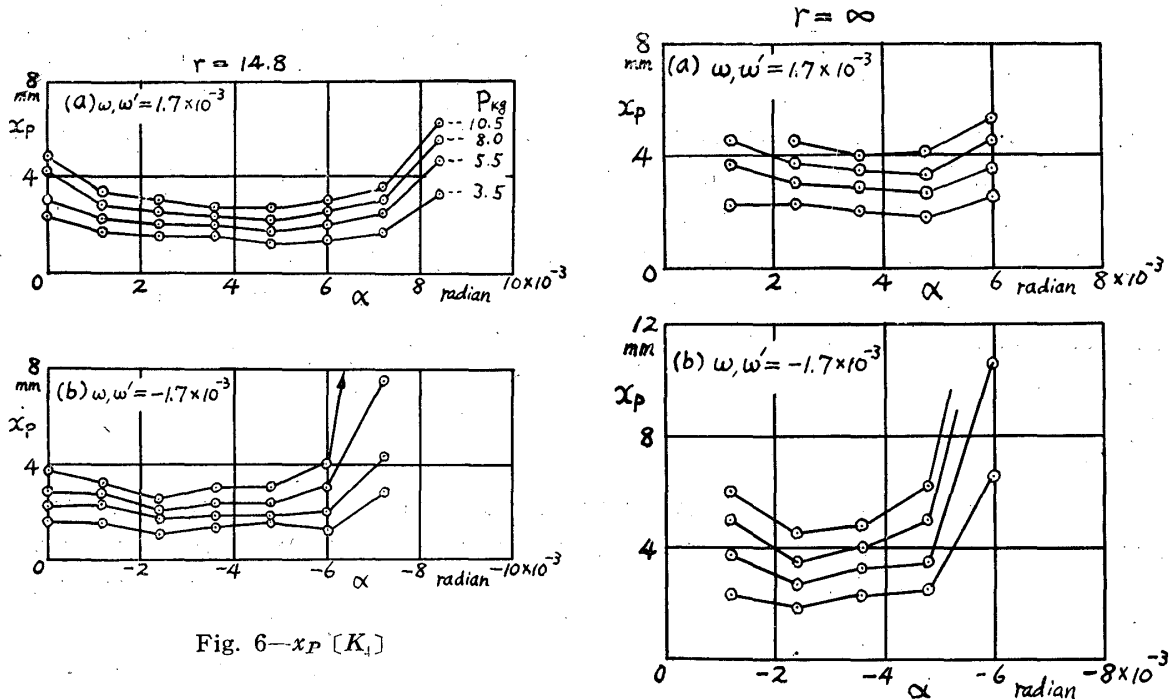 r = 14.8
8
mm
x_P
4
0
(a) ω, ω' = 1.7 × 10⁻³
P kg
10.5
8.0
5.5
3.5
2 4 6 8 10×10⁻³
α radian
8
mm
x_P
4
0
(b) ω, ω' = −1.7×10⁻³
-2 -4 -6 -8 -10×10⁻³
α radian
Fig. 6—x_P [K₄]
r = ∞
8
mm
x_P
4
0
(a) ω, ω' = 1.7×10⁻³
2 4 6 8×10⁻³
α radian
12
mm
x_P
8
4
0
(b) ω, ω' = −1.7×10⁻³
-2 -4 -6 -8×10⁻³
α radian